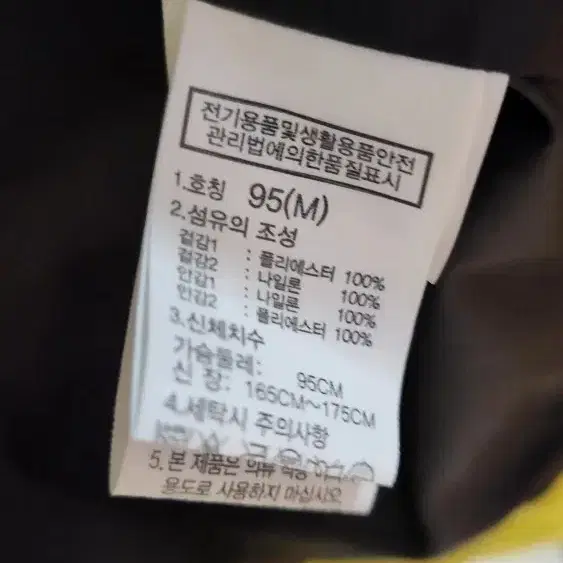 전기용품및생활용품안전
관리법에의한품질표시
1.호칭 95(M)
2.섬유의 조성
겉감1 : 폴리에스터 100%
겉감2 : 나일론 100%
안감1 : 나일론 100%
안감2 : 폴리에스터 100%
3.신체치수
가슴둘레: 95CM
신 장: 165CM~175CM
4.세탁시 주의사항
5.본 제품은 의류
용도로 사용하지 마십시오